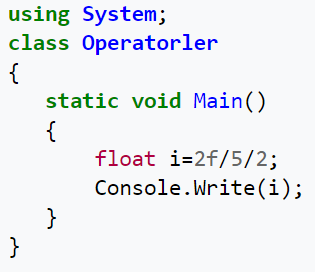 using System;
class Operatorler
{
   static void Main()
   {
      float i=2f/5/2;
      Console.Write(i);
   }
}